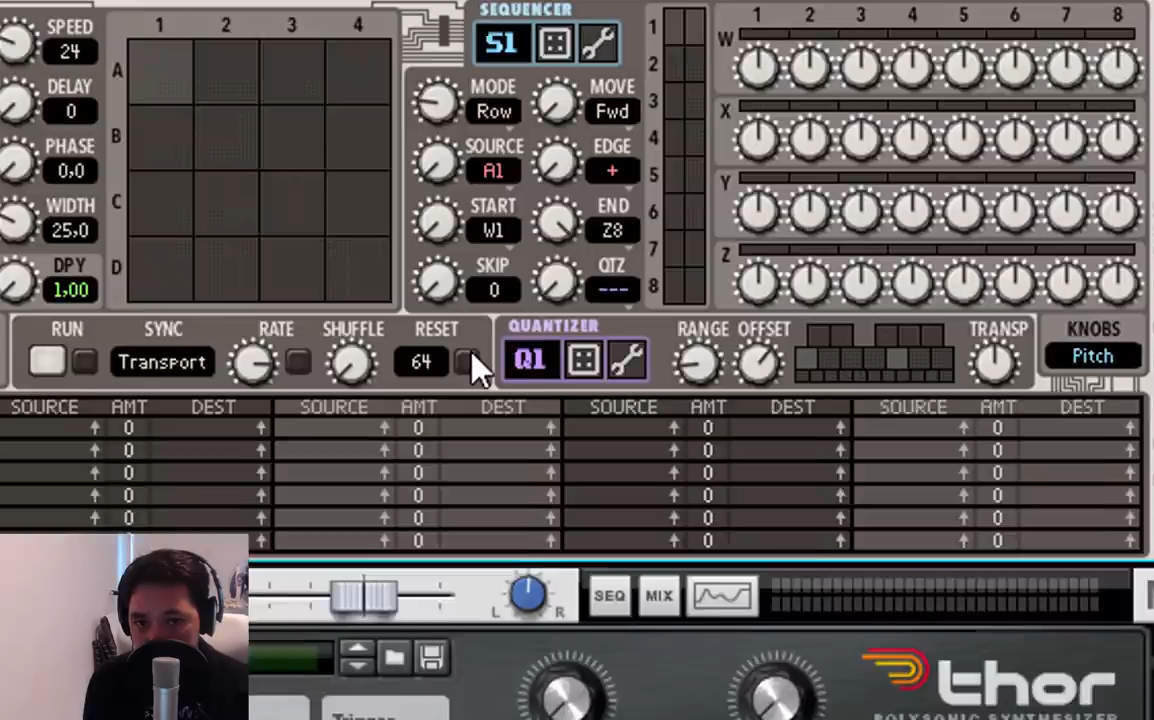 SPEED
24
DELAY
0
PHASE
0,0
WIDTH
25,0
DPY
1,00
1 2 3 4
A
B
C
D
SEQUENCER
S1
MODE
Row
MOVE
Fwd
SOURCE
A1
EDGE
+
START
W1
END
Z8
SKIP
0
QTZ
---
1
2
3
4
5
6
7
8
1 2 3 4 5 6 7 8
W
X
Y
Z
RUN
SYNC
Transport
RATE
SHUFFLE
RESET
64
QUANTIZER
Q1
RANGE OFFSET
TRANSP
KNOBS
Pitch
SOURCE AMT DEST SOURCE AMT DEST SOURCE AMT DEST SOURCE AMT DEST
0 0 0 0
0 0 0 0
0 0 0 0
0 0 0 0
0 0 0 0
0 0 0 0
L R
SEQ
MIX
thor
POLYSONIC SYNTHESIZER
Trigger